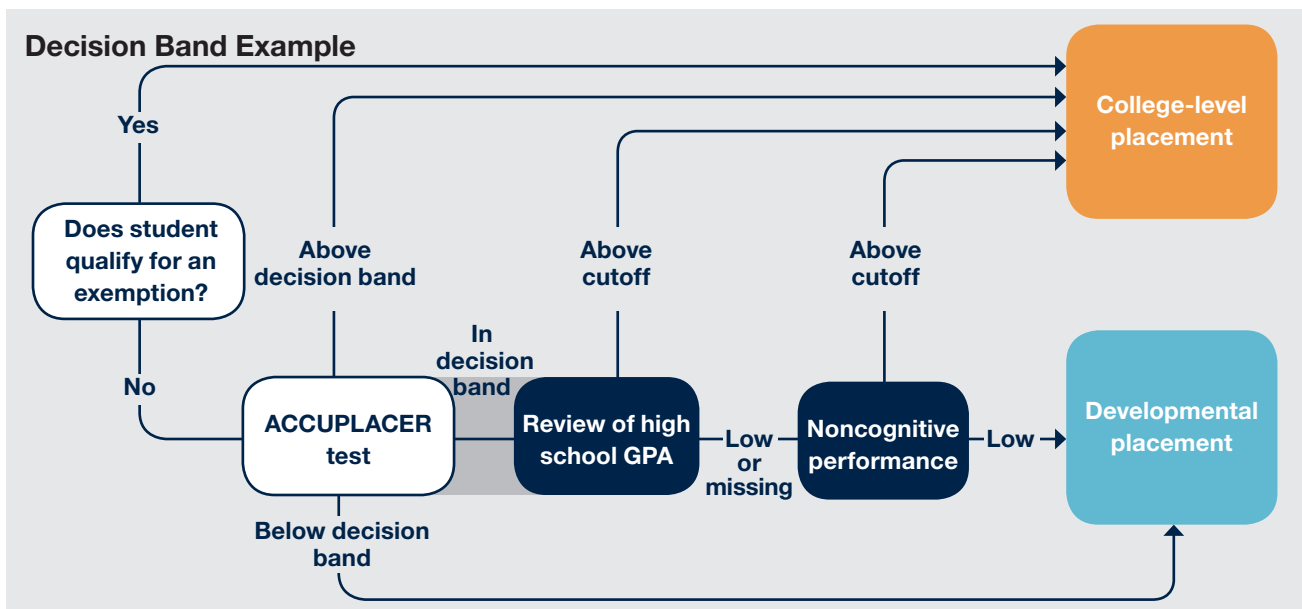 Decision Band Example
Yes
College-level
placement
Does student
qualify for an
exemption?
Above
decision band
Above
cutoff
Above
cutoff
No
In
decision
band
ACCUPLACER
test
Review of high
school GPA
Low
or
missing
Noncognitive
performance
Low
Developmental
placement
Below decision
band